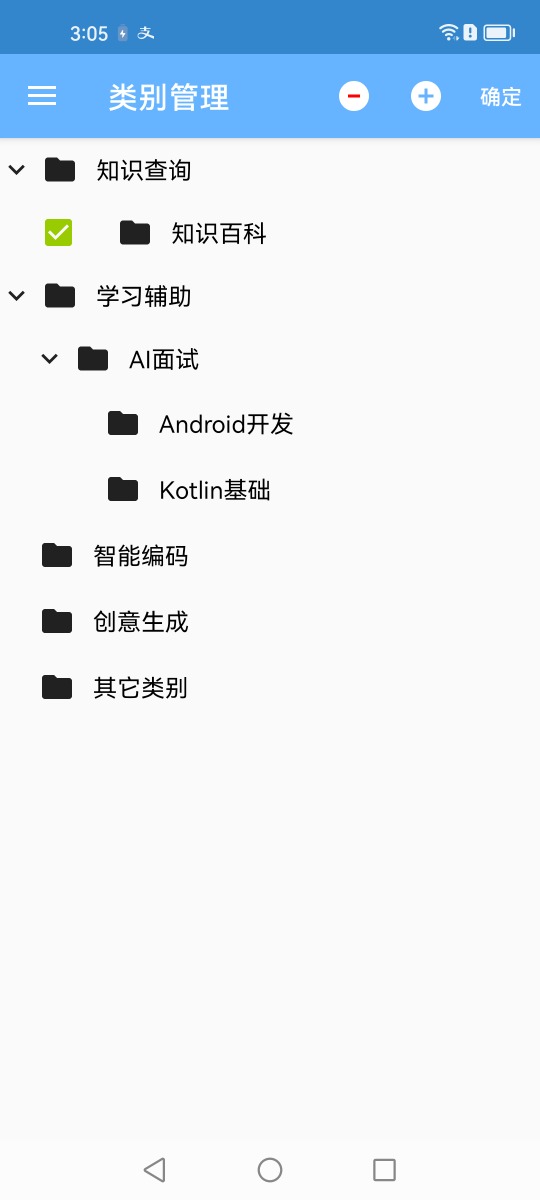 3:05
类别管理
确定
知识查询
知识百科
学习辅助
AI面试
Android开发
Kotlin基础
智能编码
创意生成
其它类别